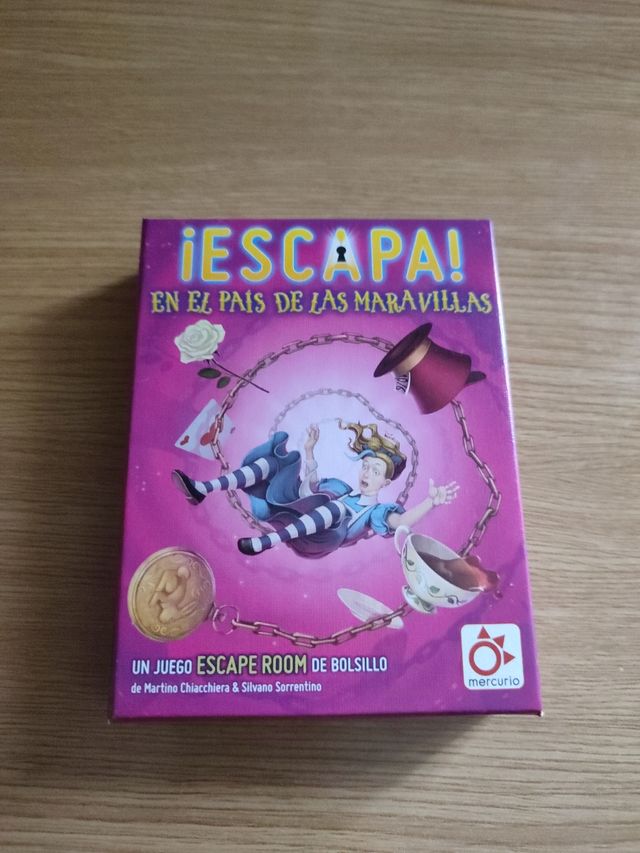 ¡ESCAPA!
EN EL PAÍS DE LAS MARAVILLAS
UN JUEGO ESCAPE ROOM DE BOLSILLO
de Martino Chiacchiera & Silvano Sorrentino
mercurio